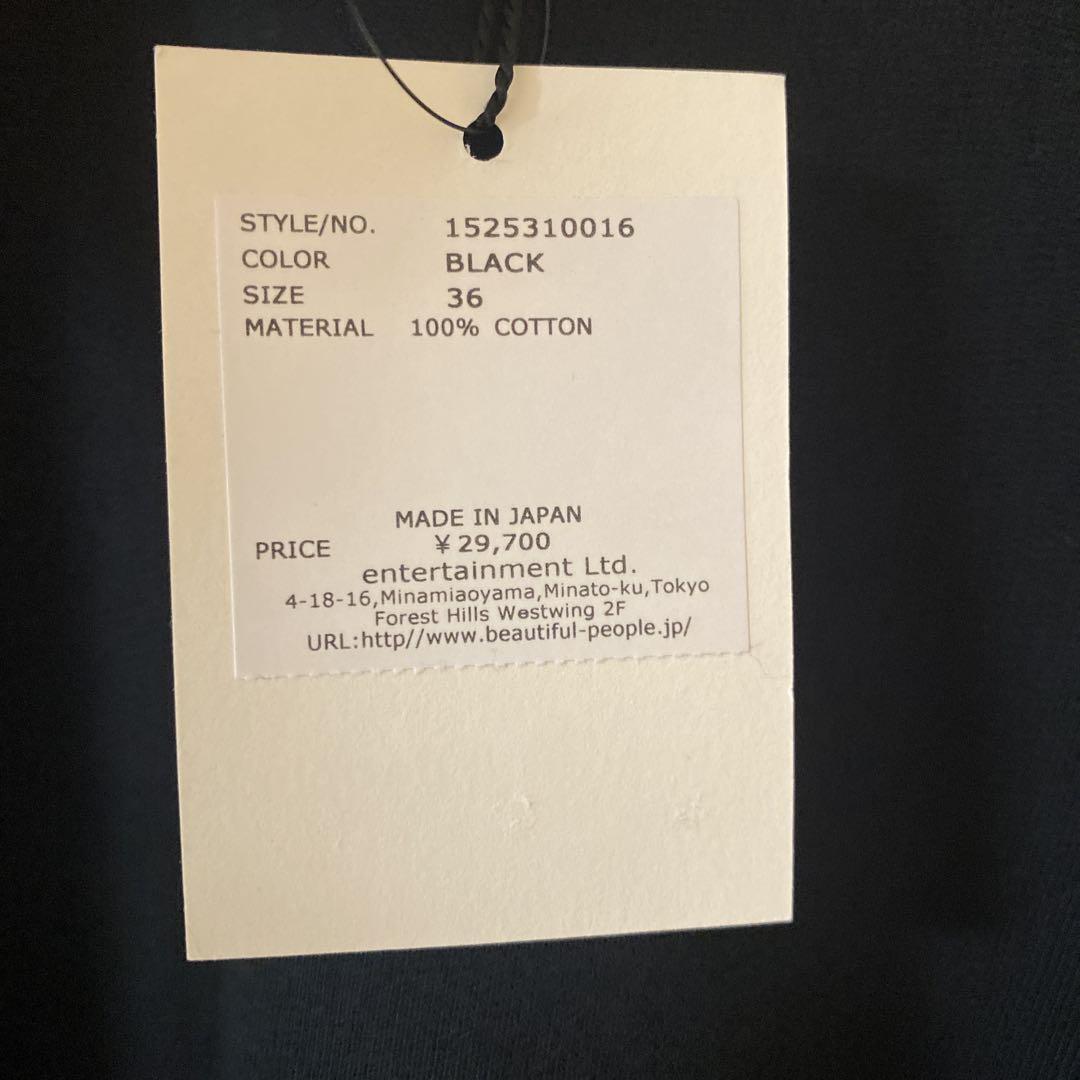 STYLE/NO. 1525310016
COLOR BLACK
SIZE 36
MATERIAL 100% COTTON
MADE IN JAPAN
PRICE ¥29,700
entertainment Ltd.
4-18-16,Minamiaoyama,Minato-ku,Tokyo
Forest Hills Westwing 2F
URL:http//www.beautiful-people.jp/